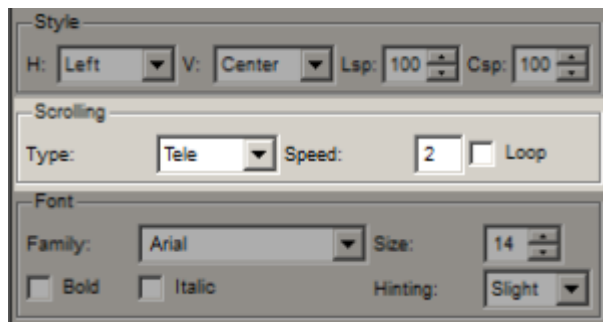 Style
H: Left V: Center Lsp: 100 Csp: 100
Scrolling
Type: Tele Speed: 2 Loop
Font
Family: Arial Size: 14
Bold Italic Hinting: Slight